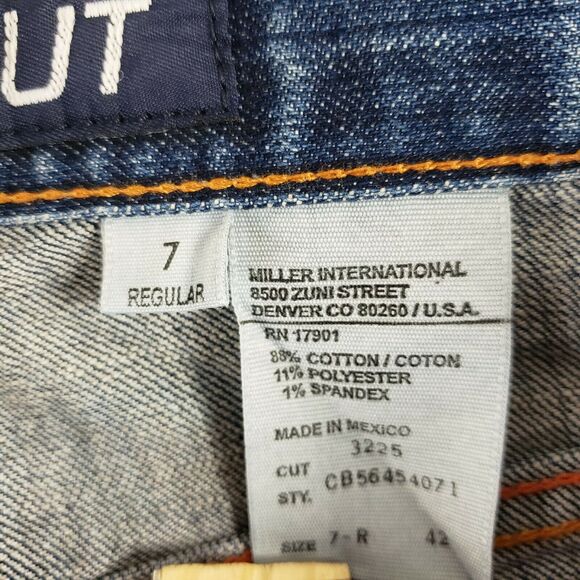 UT
7
REGULAR
MILLER INTERNATIONAL
8500 ZUNI STREET
DENVER CO 80260 / U.S.A.
RN 17901
88% COTTON / COTON
11% POLYESTER
1% SPANDEX
MADE IN MEXICO
3225
CUT
STY. CB56454071
SIZE 7-R 42